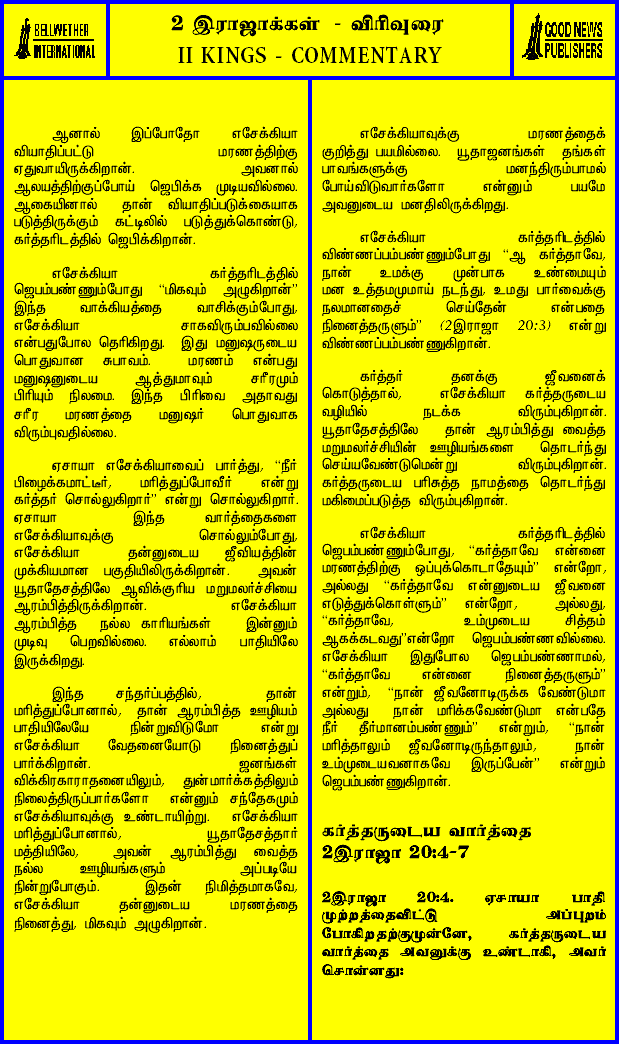 BELLWETHER
INTERNATIONAL
2 இராஜாக்கள் - விரிவுரை
II KINGS - COMMENTARY
GOOD NEWS
PUBLISHERS
ஆனால் இப்போதோ எசேக்கியா
வியாதிப்பட்டு மரணத்திற்கு
ஏதுவாயிருக்கிறான். அவனால்
ஆலயத்திற்குப்போய் ஜெபிக்க முடியவில்லை.
ஆகையினால் தான் வியாதிப்படுக்கையாக
படுத்திருக்கும் கட்டிலில் படுத்துக்கொண்டு,
கர்த்தரிடத்தில் ஜெபிக்கிறான்.
எசேக்கியா கர்த்தரிடத்தில்
ஜெபம்பண்ணும்போது “மிகவும் அழுகிறான்”
இந்த வாக்கியத்தை வாசிக்கும்போது,
எசேக்கியா சாகவிரும்பவில்லை
என்பதுபோல தெரிகிறது. இது மனுஷருடைய
பொதுவான சுபாவம். மரணம் என்பது
மனுஷனுடைய ஆத்துமாவும் சரீரமும்
பிரியும் நிலமை. இந்த பிரிவை அதாவது
சரீர மரணத்தை மனுஷர் பொதுவாக
விரும்புவதில்லை.
ஏசாயா எசேக்கியாவைப் பார்த்து, “நீர்
பிழைக்கமாட்டீர், மரித்துப்போவீர் என்று
கர்த்தர் சொல்லுகிறார்” என்று சொல்லுகிறார்.
ஏசாயா இந்த வார்த்தைகளை
எசேக்கியாவுக்கு சொல்லும்போது,
எசேக்கியா தன்னுடைய ஜீவியத்தின்
முக்கியமான பகுதியிலிருக்கிறான். அவன்
யூதாதேசத்திலே ஆவிக்குரிய மறுமலர்ச்சியை
ஆரம்பித்திருக்கிறான். எசேக்கியா
ஆரம்பித்த நல்ல காரியங்கள் இன்னும்
முடிவு பெறவில்லை. எல்லாம் பாதியிலே
இருக்கிறது.
இந்த சந்தர்ப்பத்தில், தான்
மரித்துப்போனால், தான் ஆரம்பித்த ஊழியம்
பாதியிலேயே நின்றுவிடுமோ என்று
எசேக்கியா வேதனையோடு நினைத்துப்
பார்க்கிறான். ஜனங்கள்
விக்கிரகாராதனையிலும், துன்மார்க்கத்திலும்
நிலைத்திருப்பார்களோ என்னும் சந்தேகமும்
எசேக்கியாவுக்கு உண்டாயிற்று. எசேக்கியா
மரித்துப்போனால், யூதாதேசத்தார்
மத்தியிலே, அவன் ஆரம்பித்து வைத்த
நல்ல ஊழியங்களும் அப்படியே
நின்றுபோகும். இதன் நிமித்தமாகவே,
எசேக்கியா தன்னுடைய மரணத்தை
நினைத்து, மிகவும் அழுகிறான்.
எசேக்கியாவுக்கு மரணத்தைக்
குறித்து பயமில்லை. யூதாஜனங்கள் தங்கள்
பாவங்களுக்கு மனந்திரும்பாமல்
போய்விடுவார்களோ என்னும் பயமே
அவனுடைய மனதிலிருக்கிறது.
எசேக்கியா கர்த்தரிடத்தில்
விண்ணப்பம்பண்ணும்போது “ஆ கர்த்தாவே,
நான் உமக்கு முன்பாக உண்மையும்
மன உத்தமமுமாய் நடந்து, உமது பார்வைக்கு
நலமானதைச் செய்தேன் என்பதை
நினைத்தருளும்” (2இராஜா 20:3) என்று
விண்ணப்பம்பண்ணுகிறான்.
கர்த்தர் தனக்கு ஜீவனைக்
கொடுத்தால், எசேக்கியா கர்த்தருடைய
வழியில் நடக்க விரும்புகிறான்.
யூதாதேசத்திலே தான் ஆரம்பித்து வைத்த
மறுமலர்ச்சியின் ஊழியங்களை தொடர்ந்து
செய்யவேண்டுமென்று விரும்புகிறான்.
கர்த்தருடைய பரிசுத்த நாமத்தை தொடர்ந்து
மகிமைப்படுத்த விரும்புகிறான்.
எசேக்கியா கர்த்தரிடத்தில்
ஜெபம்பண்ணும்போது, “கர்த்தாவே என்னை
மரணத்திற்கு ஒப்புக்கொடாதேயும்” என்றோ,
அல்லது “கர்த்தாவே என்னுடைய ஜீவனை
எடுத்துக்கொள்ளும்” என்றோ, அல்லது,
“கர்த்தாவே, உம்முடைய சித்தம்
ஆகக்கடவது”என்றோ ஜெபம்பண்ணவில்லை.
எசேக்கியா இதுபோல ஜெபம்பண்ணாமல்,
“கர்த்தாவே என்னை நினைத்தருளும்”
என்றும், “நான் ஜீவனோடிருக்க வேண்டுமா
அல்லது நான் மரிக்கவேண்டுமா என்பதே
நீர் தீர்மானம்பண்ணும்” என்றும், “நான்
மரித்தாலும் ஜீவனோடிருந்தாலும், நான்
உம்முடையவனாகவே இருப்பேன்” என்றும்
ஜெபம்பண்ணுகிறான்.
கர்த்தருடைய வார்த்தை
2இராஜா 20:4-7
2இராஜா 20:4. ஏசாயா பாதி
முற்றத்தைவிட்டு அப்புறம்
போகிறதற்குமுன்னே, கர்த்தருடைய
வார்த்தை அவனுக்கு உண்டாகி, அவர்
சொன்னது: